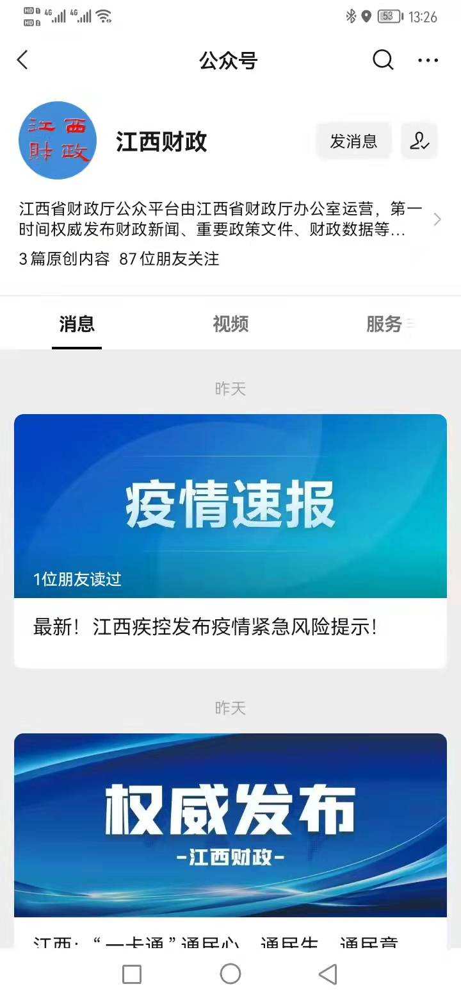 HD 1 4G 4G
HD 2
53 13:26
公众号
江西
财政
江西财政
发消息
江西省财政厅公众平台由江西省财政厅办公室运营，第一
时间权威发布财政新闻、重要政策文件、财政数据等...
3篇原创内容 87位朋友关注
消息 视频 服务
昨天
疫情速报
1位朋友读过
最新！江西疾控发布疫情紧急风险提示！
昨天
权威发布
-江西财政-
江西：“一卡通”通民心、通民生、通民意